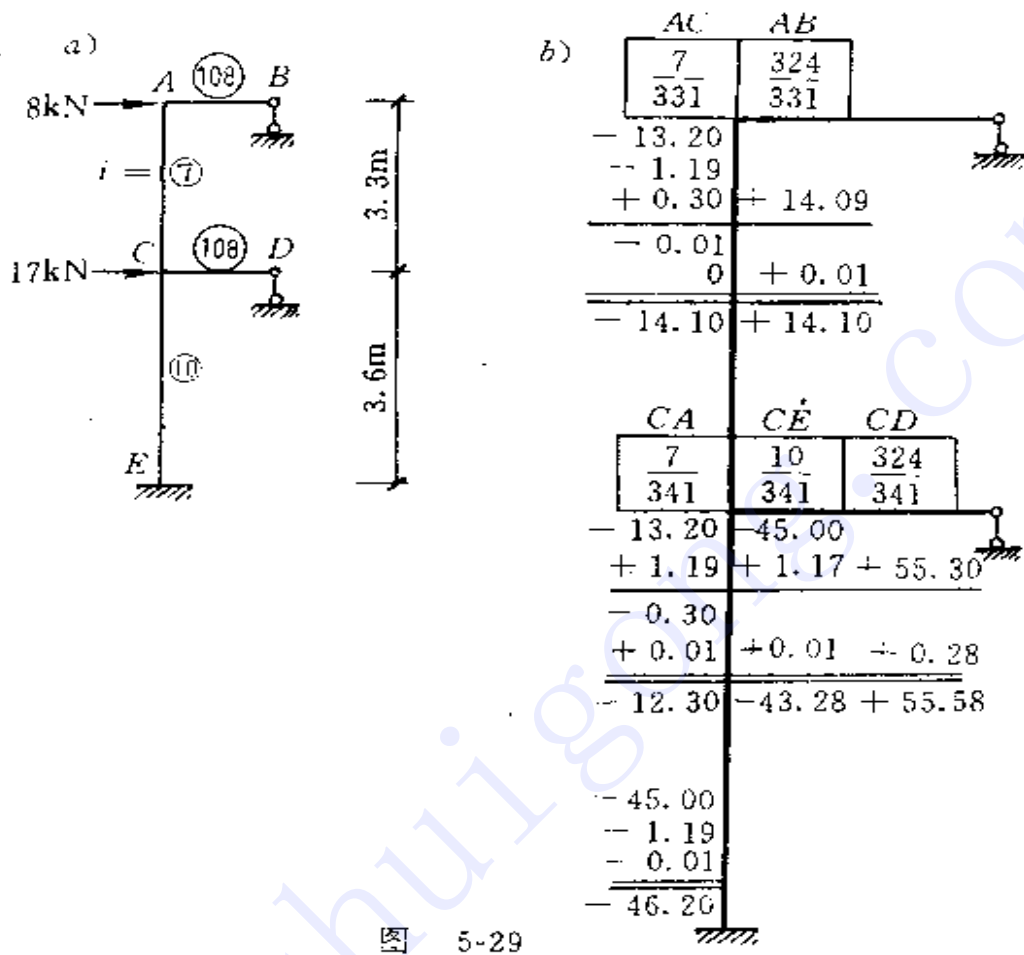 a)
A 108 B
8kN
i = 7
3.3m
C 108 D
17kN
10
3.6m
E
b)
AC AB
7/331 324/331
- 13.20
- 1.19
+ 0.30 + 14.09
- 0.01
0 + 0.01
- 14.10 + 14.10
CA CE CD
7/341 10/341 324/341
- 13.20 -45.00
+ 1.19 + 1.17 + 55.30
- 0.30
+ 0.01 +0.01 + 0.28
- 12.30 -43.28 + 55.58
- 45.00
- 1.19
- 0.01
- 46.20
图 5-29